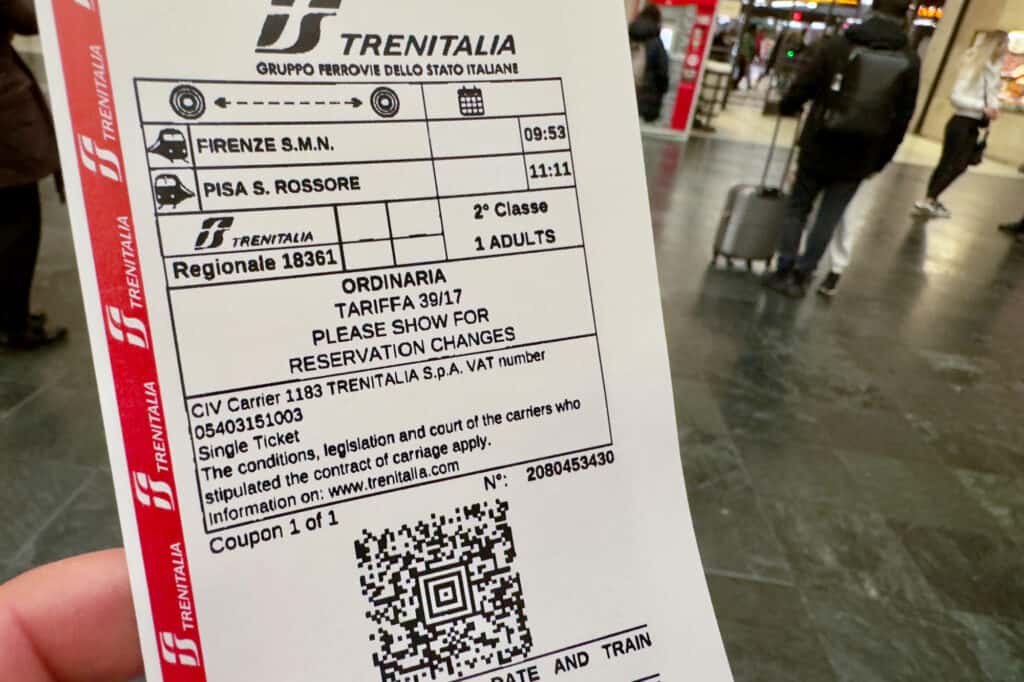 TRENITALIA
GRUPPO FERROVIE DELLO STATO ITALIANE
FIRENZE S.M.N. 09:53
PISA S. ROSSORE 11:11
TRENITALIA
2° Classe
Regionale 18361
1 ADULTS
ORDINARIA
TARIFFA 39/17
PLEASE SHOW FOR
RESERVATION CHANGES
CIV Carrier 1183 TRENITALIA S.p.A. VAT number
05403151003
Single Ticket
The conditions, legislation and court of the carriers who
stipulated the contract of carriage apply.
Information on: www.trenitalia.com
N°: 2080453430
Coupon 1 of 1
DATE AND TRAIN
TRENITALIA
TRENITALIA
TRENITALIA
TRENITALIA